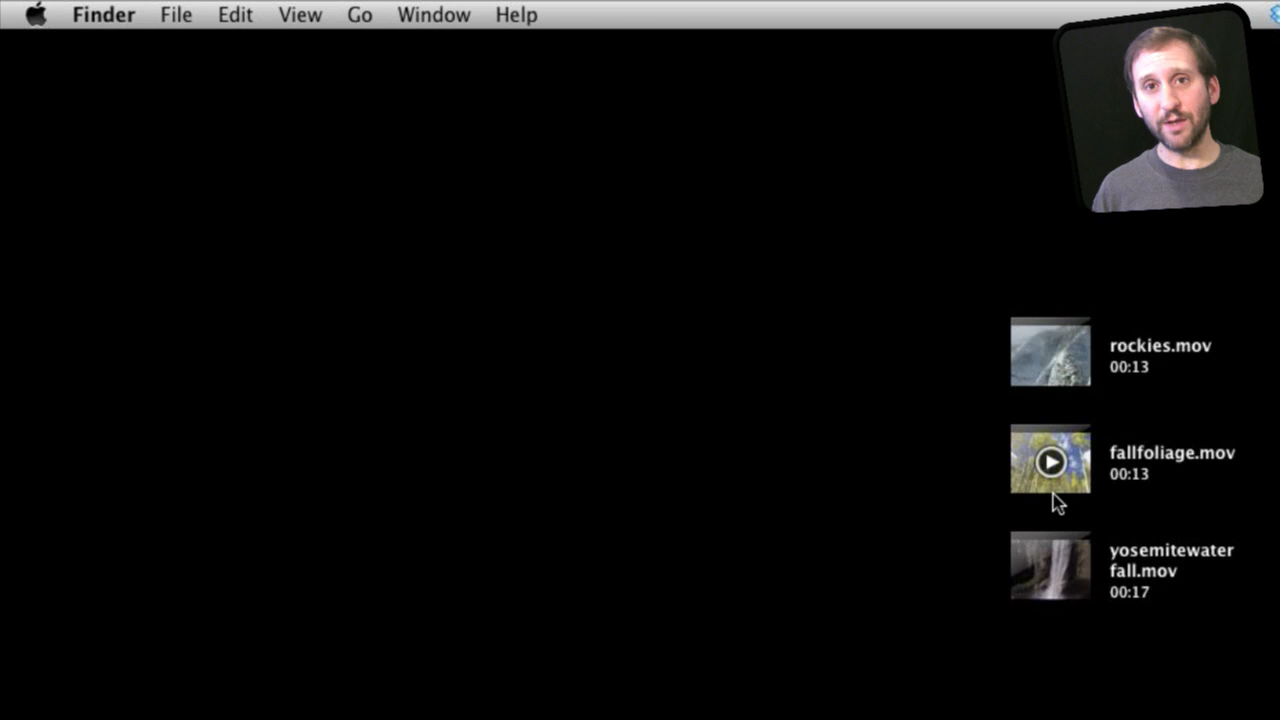 Finder File Edit View Go Window Help
rockies.mov
00:13
fallfoliage.mov
00:13
yosemitewater
fall.mov
00:17